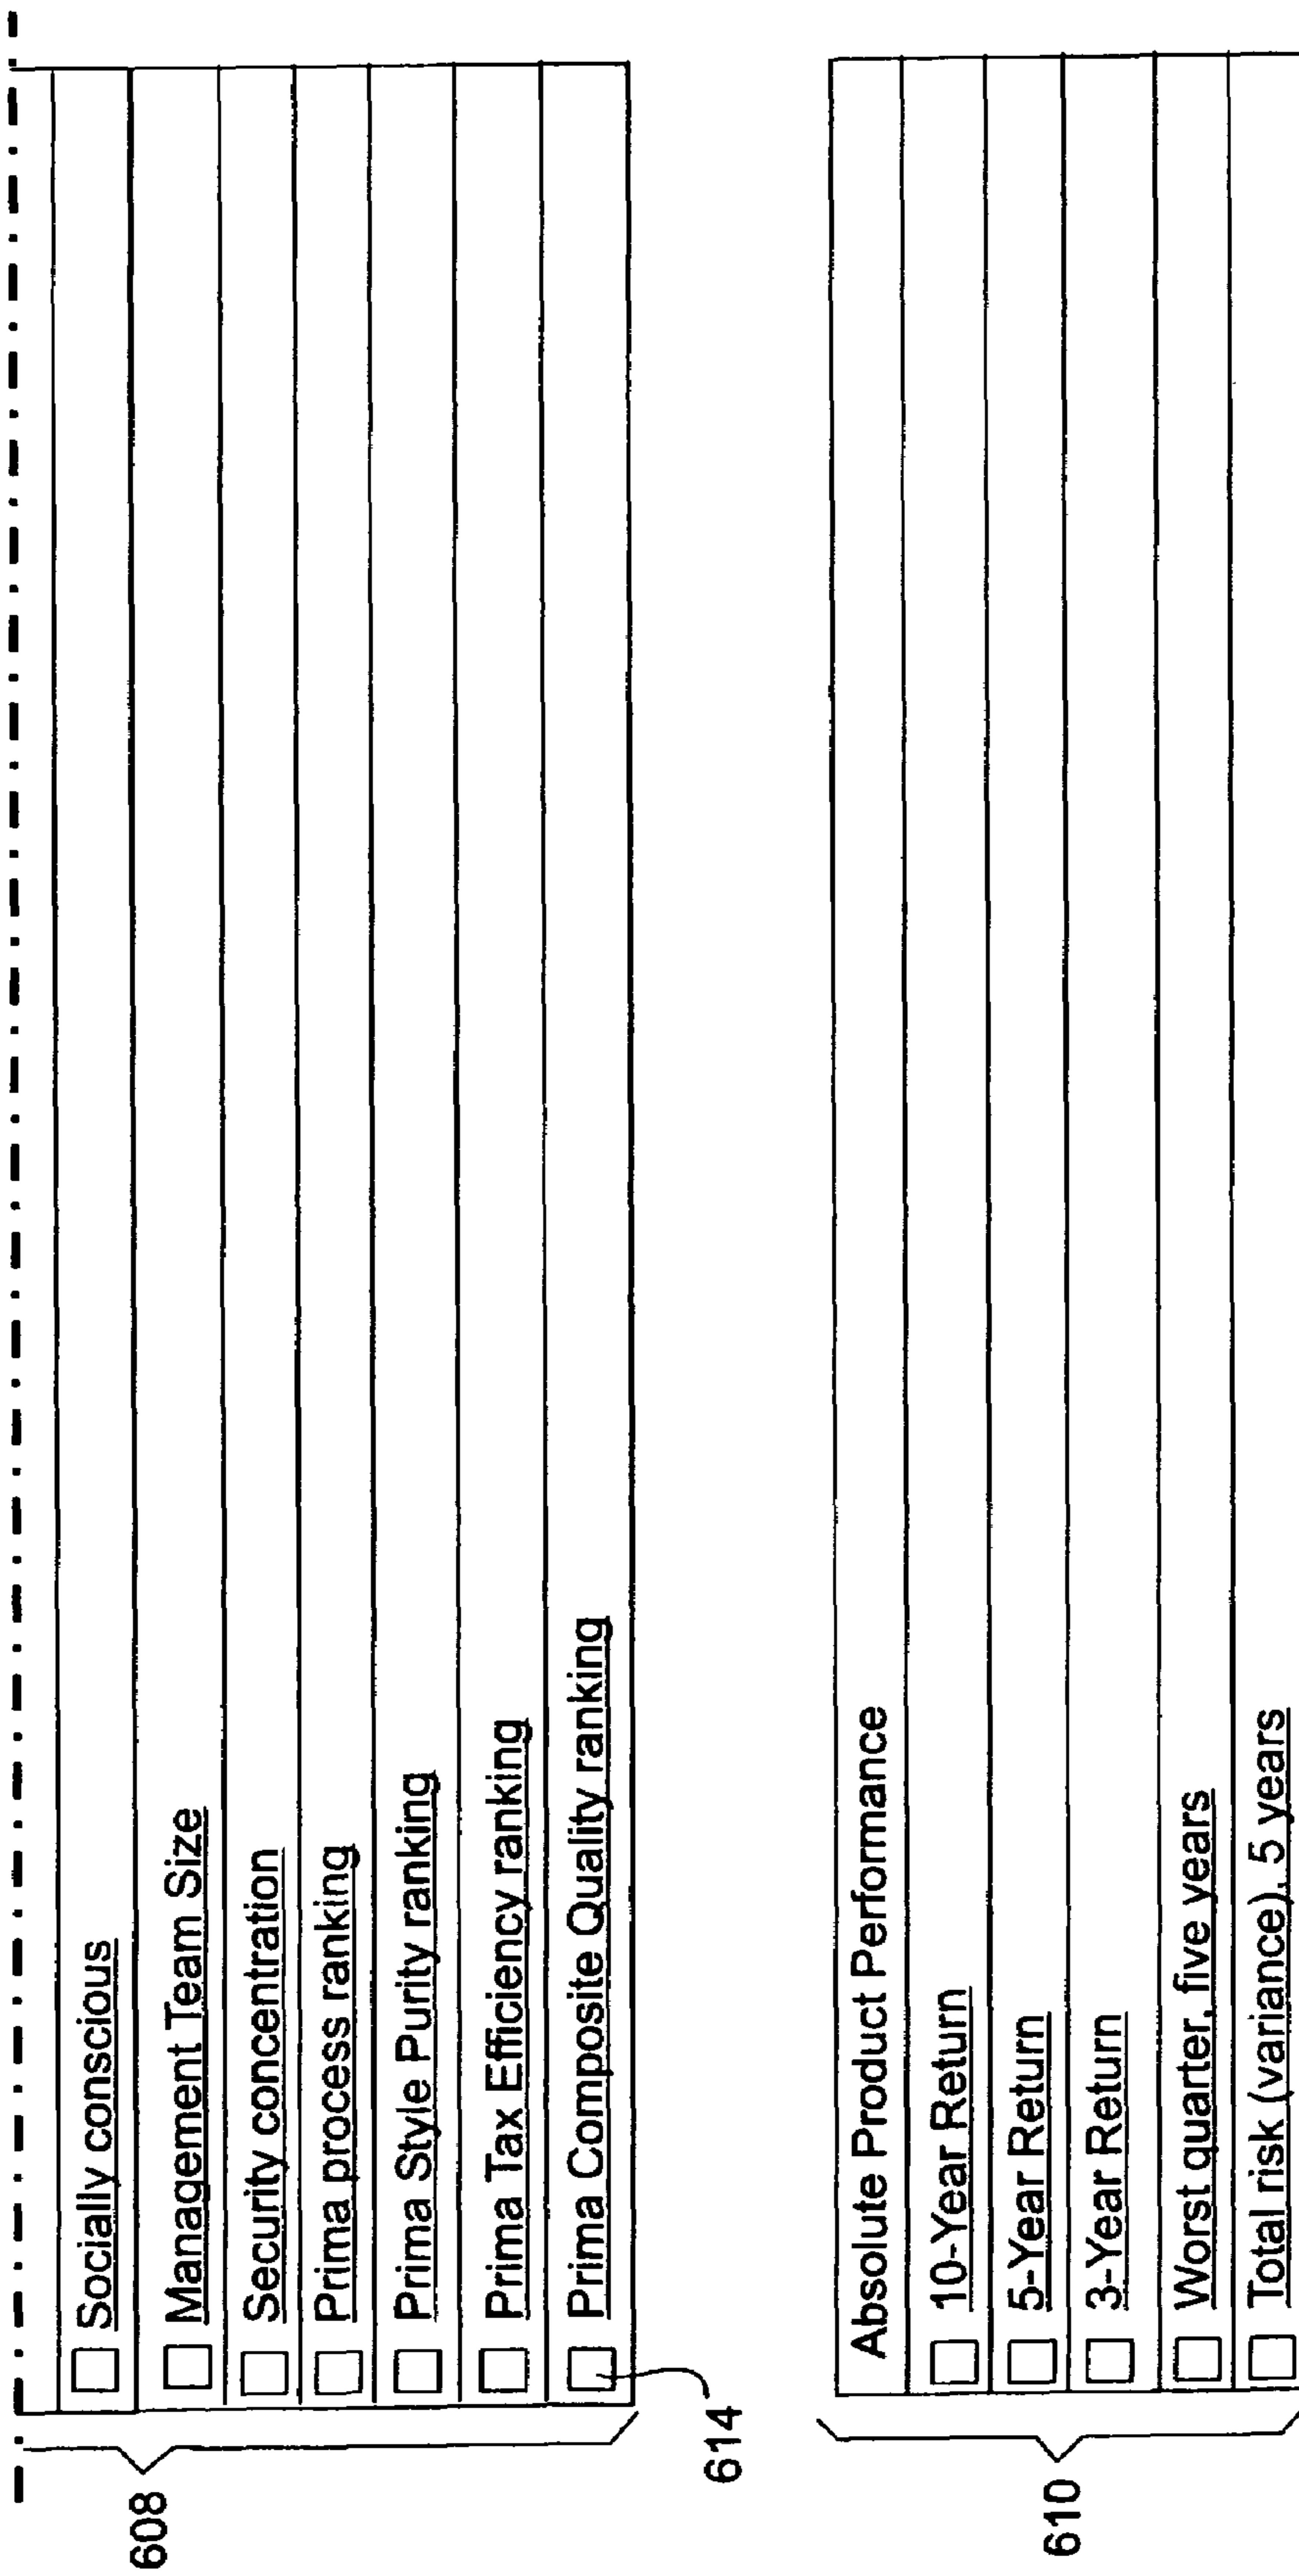 608
Socially conscious
Management Team Size
Security concentration
Prima process ranking
Prima Style Purity ranking
Prima Tax Efficiency ranking
Prima Composite Quality ranking
614
610
Absolute Product Performance
10-Year Return
5-Year Return
3-Year Return
Worst quarter, five years
Total risk (variance), 5 years